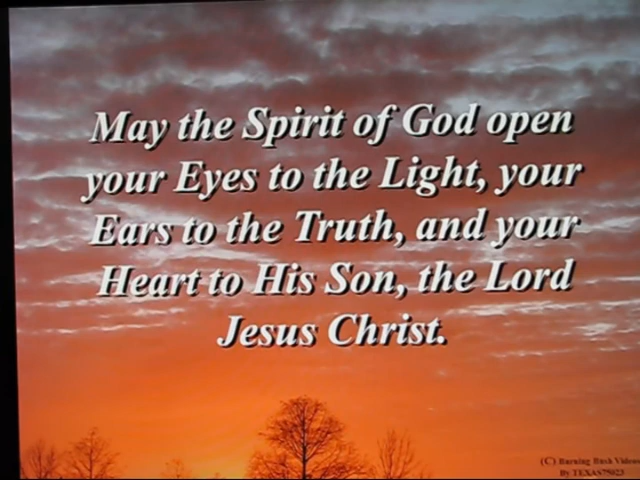 May the Spirit of God open
your Eyes to the Light, your
Ears to the Truth, and your
Heart to His Son, the Lord
Jesus Christ.
(C) Burning Bush Videos
By TEXAS75023